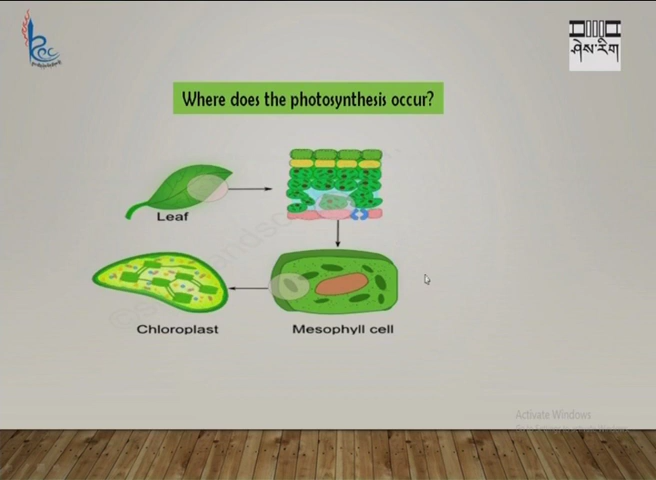 ཤེས་རིག
Where does the photosynthesis occur?
Leaf
Chloroplast
Mesophyll cell
Activate Windows